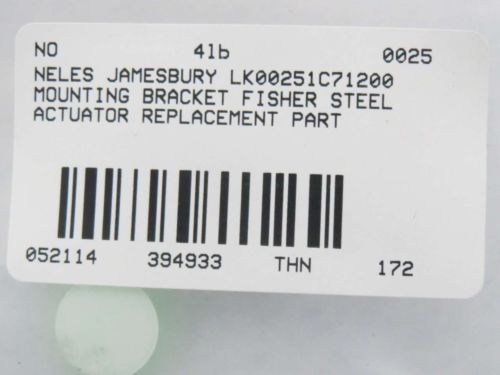 NO 4lb 0025
NELES JAMESBURY LK00251C71200
MOUNTING BRACKET FISHER STEEL
ACTUATOR REPLACEMENT PART
052114 394933 THN 172